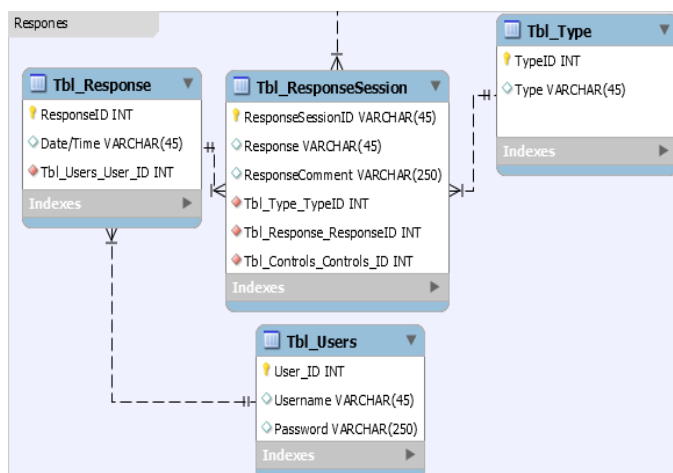 Respones
Tbl_Type
TypeID INT
Type VARCHAR(45)
Indexes
Tbl_Response
ResponseID INT
Date/Time VARCHAR(45)
Tbl_Users_User_ID INT
Indexes
Tbl_ResponseSession
ResponseSessionID VARCHAR(45)
Response VARCHAR(45)
ResponseComment VARCHAR(250)
Tbl_Type_TypeID INT
Tbl_Response_ResponseID INT
Tbl_Controls_Controls_ID INT
Indexes
Tbl_Users
User_ID INT
Username VARCHAR(45)
Password VARCHAR(250)
Indexes